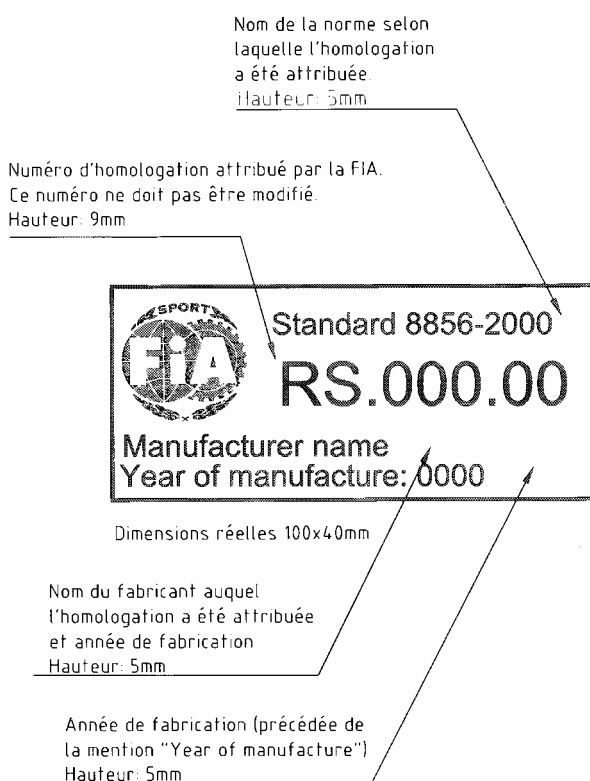 Nom de la norme selon
laquelle l'homologation
a été attribuée.
Hauteur: 5mm
Numéro d'homologation attribué par la FIA.
Ce numéro ne doit pas être modifié.
Hauteur: 9mm
SPORT
FIA
Standard 8856-2000
RS.000.00
Manufacturer name
Year of manufacture: 0000
Dimensions réelles 100x40mm
Nom du fabricant auquel
l'homologation a été attribuée
et année de fabrication
Hauteur: 5mm
Année de fabrication (précédée de
la mention "Year of manufacture")
Hauteur: 5mm